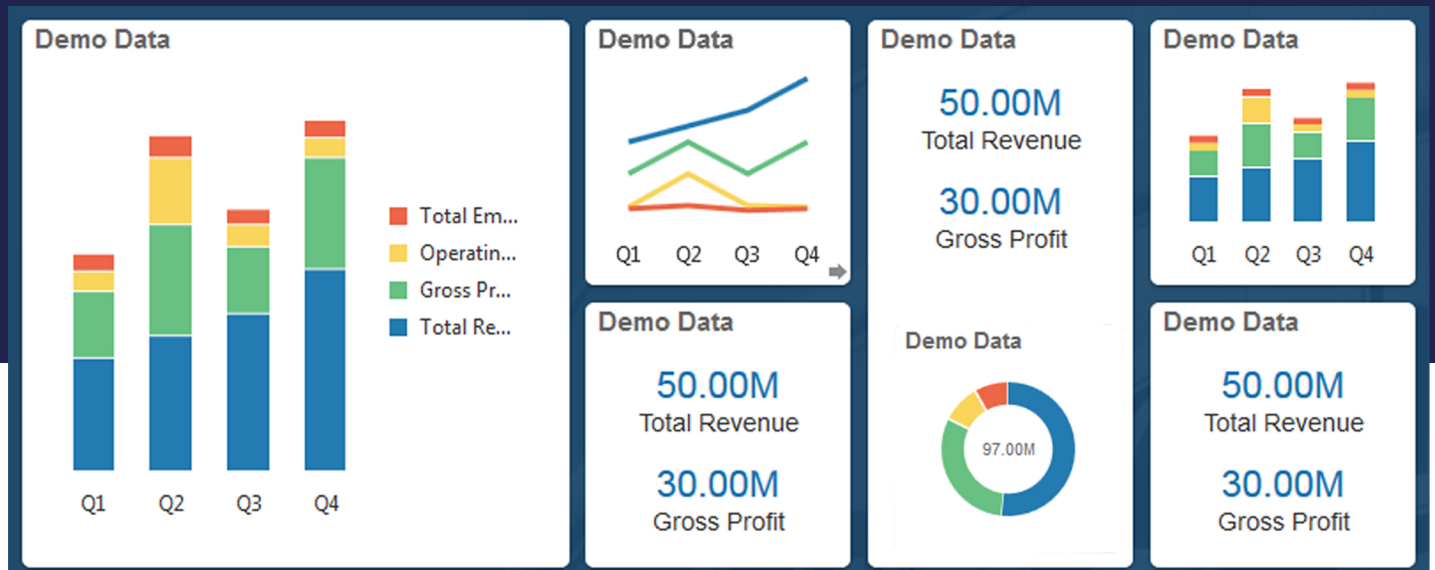 Demo Data
Total Em...
Operatin...
Gross Pr...
Total Re...
Q1 Q2 Q3 Q4
Demo Data
Q1 Q2 Q3 Q4
Demo Data
50.00M
Total Revenue
30.00M
Gross Profit
Demo Data
Q1 Q2 Q3 Q4
Demo Data
50.00M
Total Revenue
30.00M
Gross Profit
Demo Data
97.00M
Demo Data
50.00M
Total Revenue
30.00M
Gross Profit